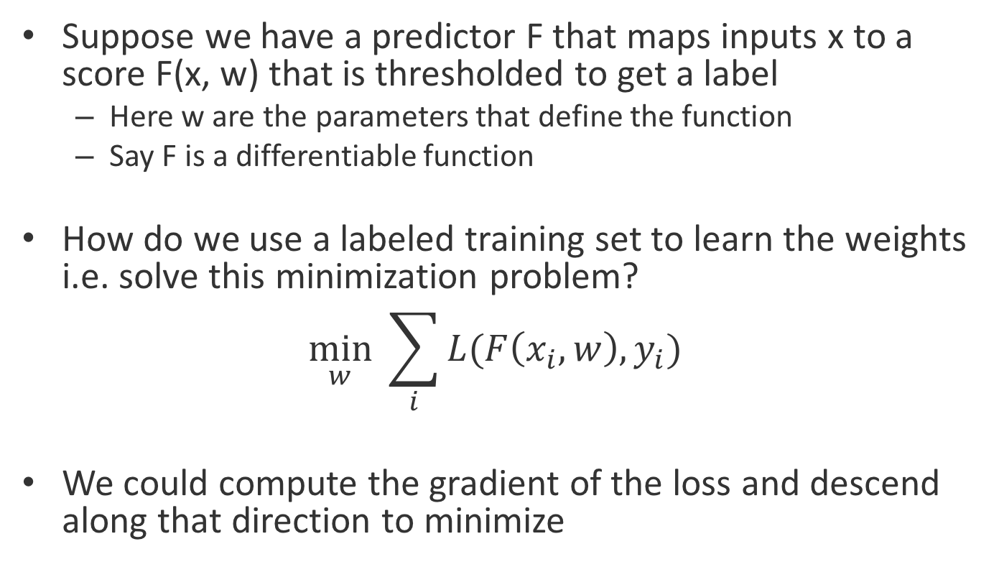 • Suppose we have a predictor F that maps inputs x to a
score F(x, w) that is thresholded to get a label
– Here w are the parameters that define the function
– Say F is a differentiable function
• How do we use a labeled training set to learn the weights
i.e. solve this minimization problem?
min_w ∑_i L(F(x_i, w), y_i)
• We could compute the gradient of the loss and descend
along that direction to minimize